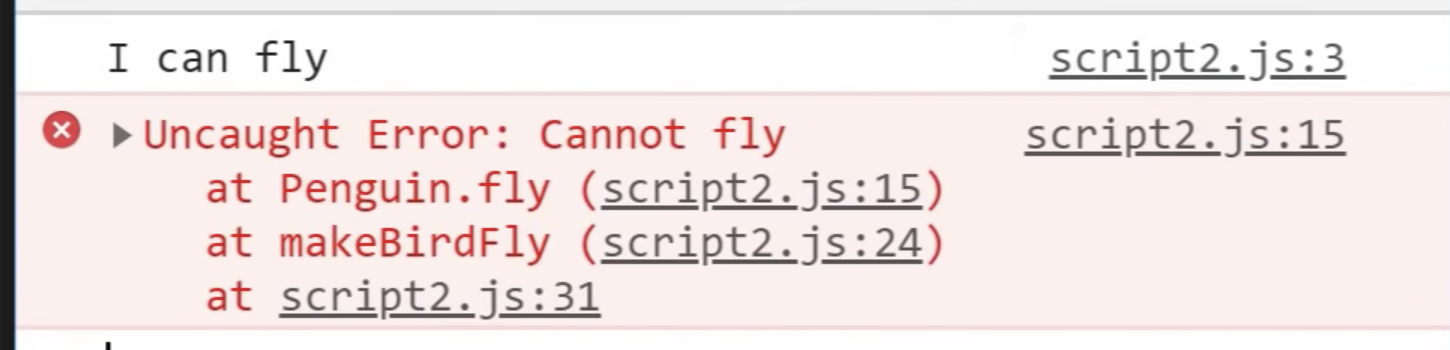 I can fly script2.js:3
Uncaught Error: Cannot fly script2.js:15
at Penguin.fly (script2.js:15)
at makeBirdFly (script2.js:24)
at script2.js:31